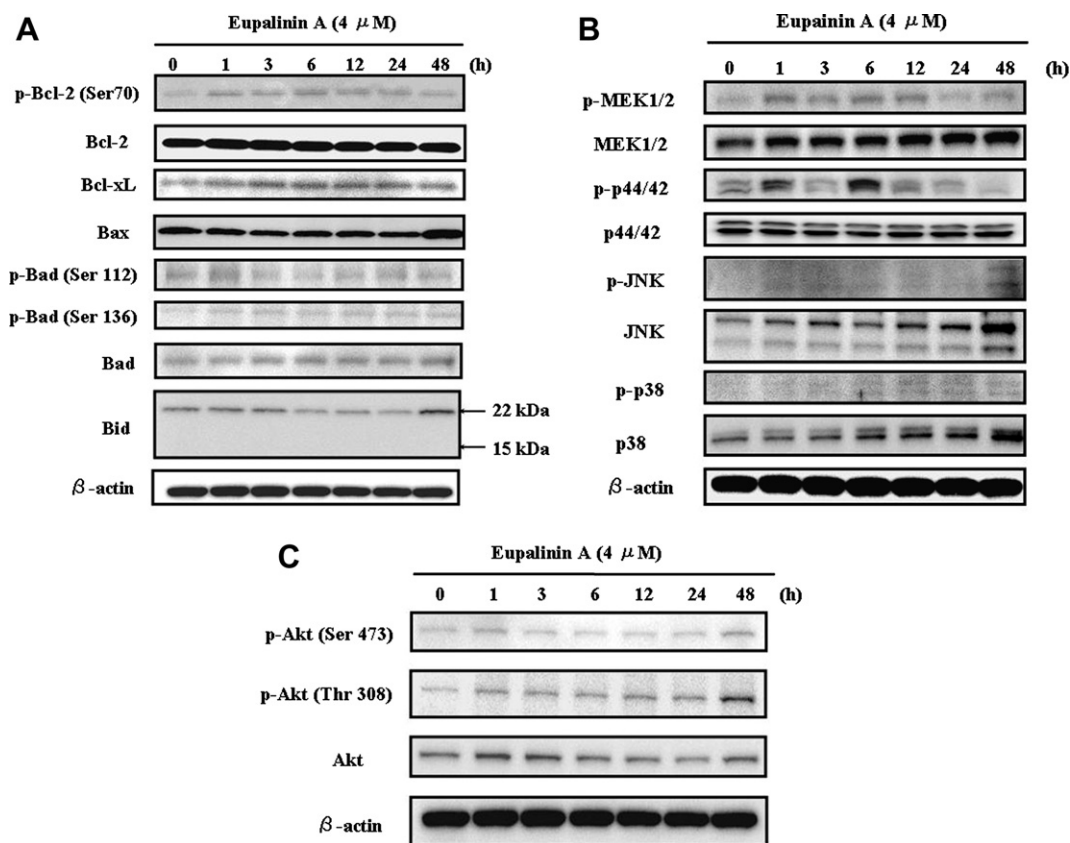 A
Eupalinin A (4 μM)
0 1 3 6 12 24 48 (h)
p-Bcl-2 (Ser70)
Bcl-2
Bcl-xL
Bax
p-Bad (Ser 112)
p-Bad (Ser 136)
Bad
Bid
22 kDa
15 kDa
β-actin
B
Eupainin A (4 μM)
0 1 3 6 12 24 48 (h)
p-MEK1/2
MEK1/2
p-p44/42
p44/42
p-JNK
JNK
p-p38
p38
β-actin
C
Eupalinin A (4 μM)
0 1 3 6 12 24 48 (h)
p-Akt (Ser 473)
p-Akt (Thr 308)
Akt
β-actin